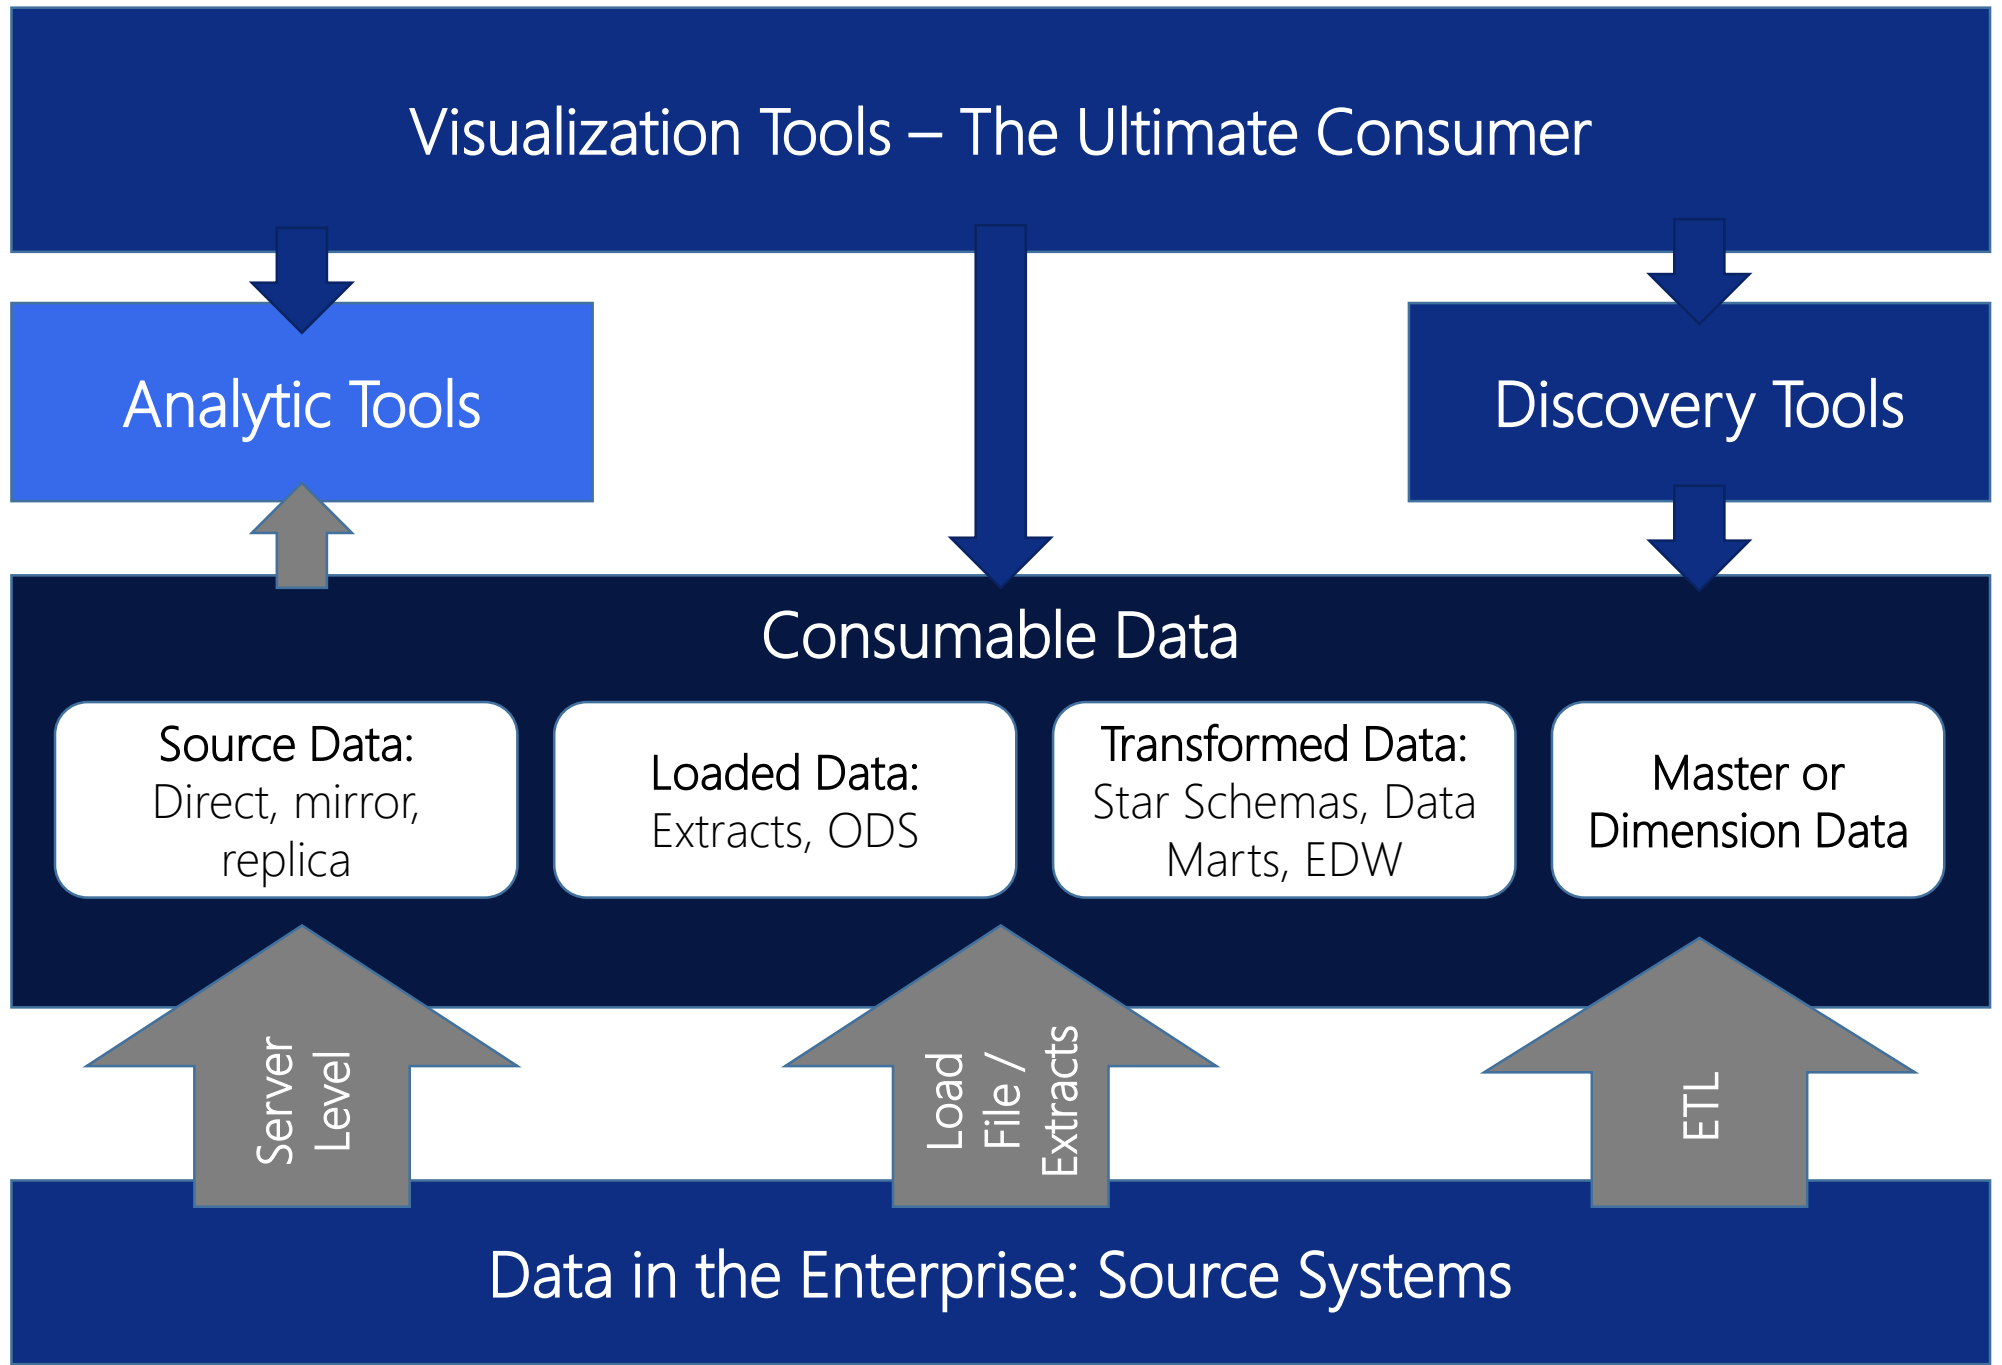 Visualization Tools – The Ultimate Consumer
Analytic Tools
Discovery Tools
Consumable Data
Source Data:
Direct, mirror,
replica
Loaded Data:
Extracts, ODS
Transformed Data:
Star Schemas, Data
Marts, EDW
Master or
Dimension Data
Server
Level
Load
File /
Extracts
ETL
Data in the Enterprise: Source Systems